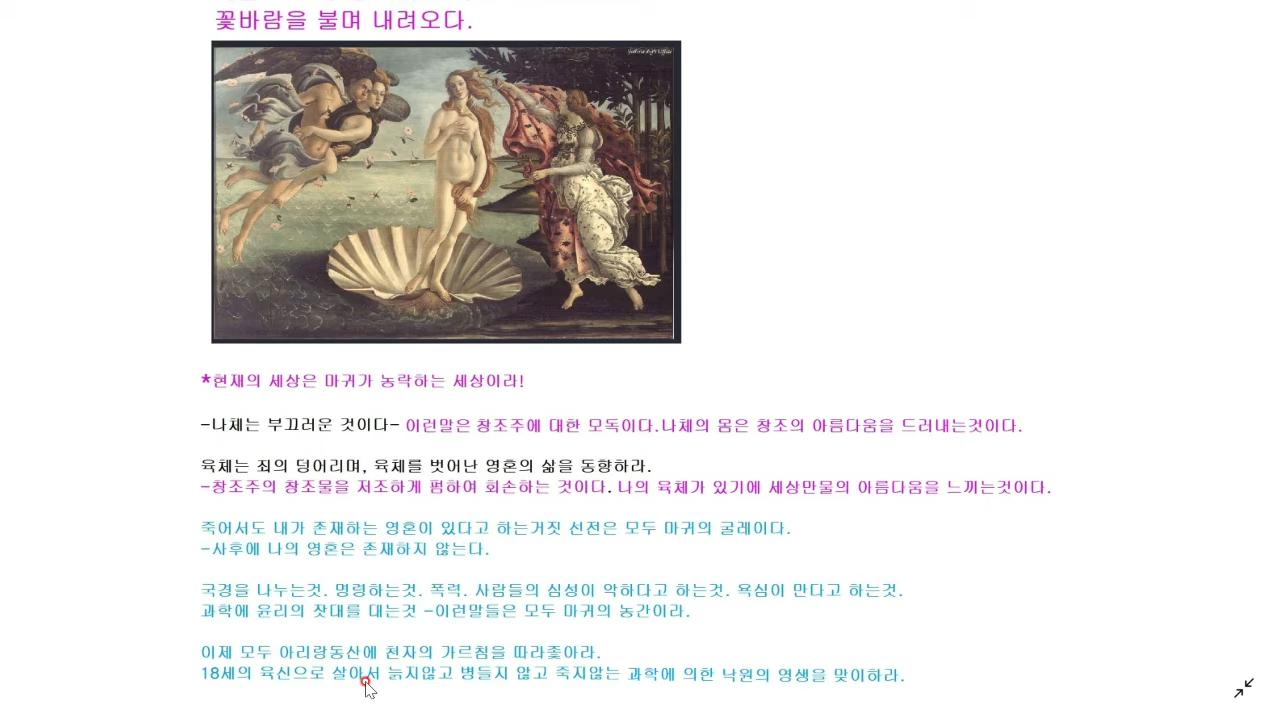 꽃바람을 불며 내려오다.
*현재의 세상은 마귀가 농락하는 세상이라!
-나체는 부끄러운 것이다- 이런말은 창조주에 대한 모독이다.나체의 몸은 창조의 아름다움을 드러내는것이다.
육체는 죄의 덩어리며, 육체를 벗어난 영혼의 삶을 동향하라.
-창조주의 창조물을 저조하게 폄하여 회손하는 것이다. 나의 육체가 있기에 세상만물의 아름다움을 느끼는것이다.
죽어서도 내가 존재하는 영혼이 있다고 하는거짓 선전은 모두 마귀의 굴레이다.
-사후에 나의 영혼은 존재하지 않는다.
국경을 나누는것. 명령하는것. 폭력. 사람들의 심성이 악하다고 하는것. 욕심이 만다고 하는것.
과학에 윤리의 잣대를 대는것 -이런말들은 모두 마귀의 농간이라.
이제 모두 아리랑동산에 천자의 가르침을 따라좇아라.
18세의 육신으로 살아서 늙지않고 병들지 않고 죽지않는 과학에 의한 낙원의 영생을 맞이하라.